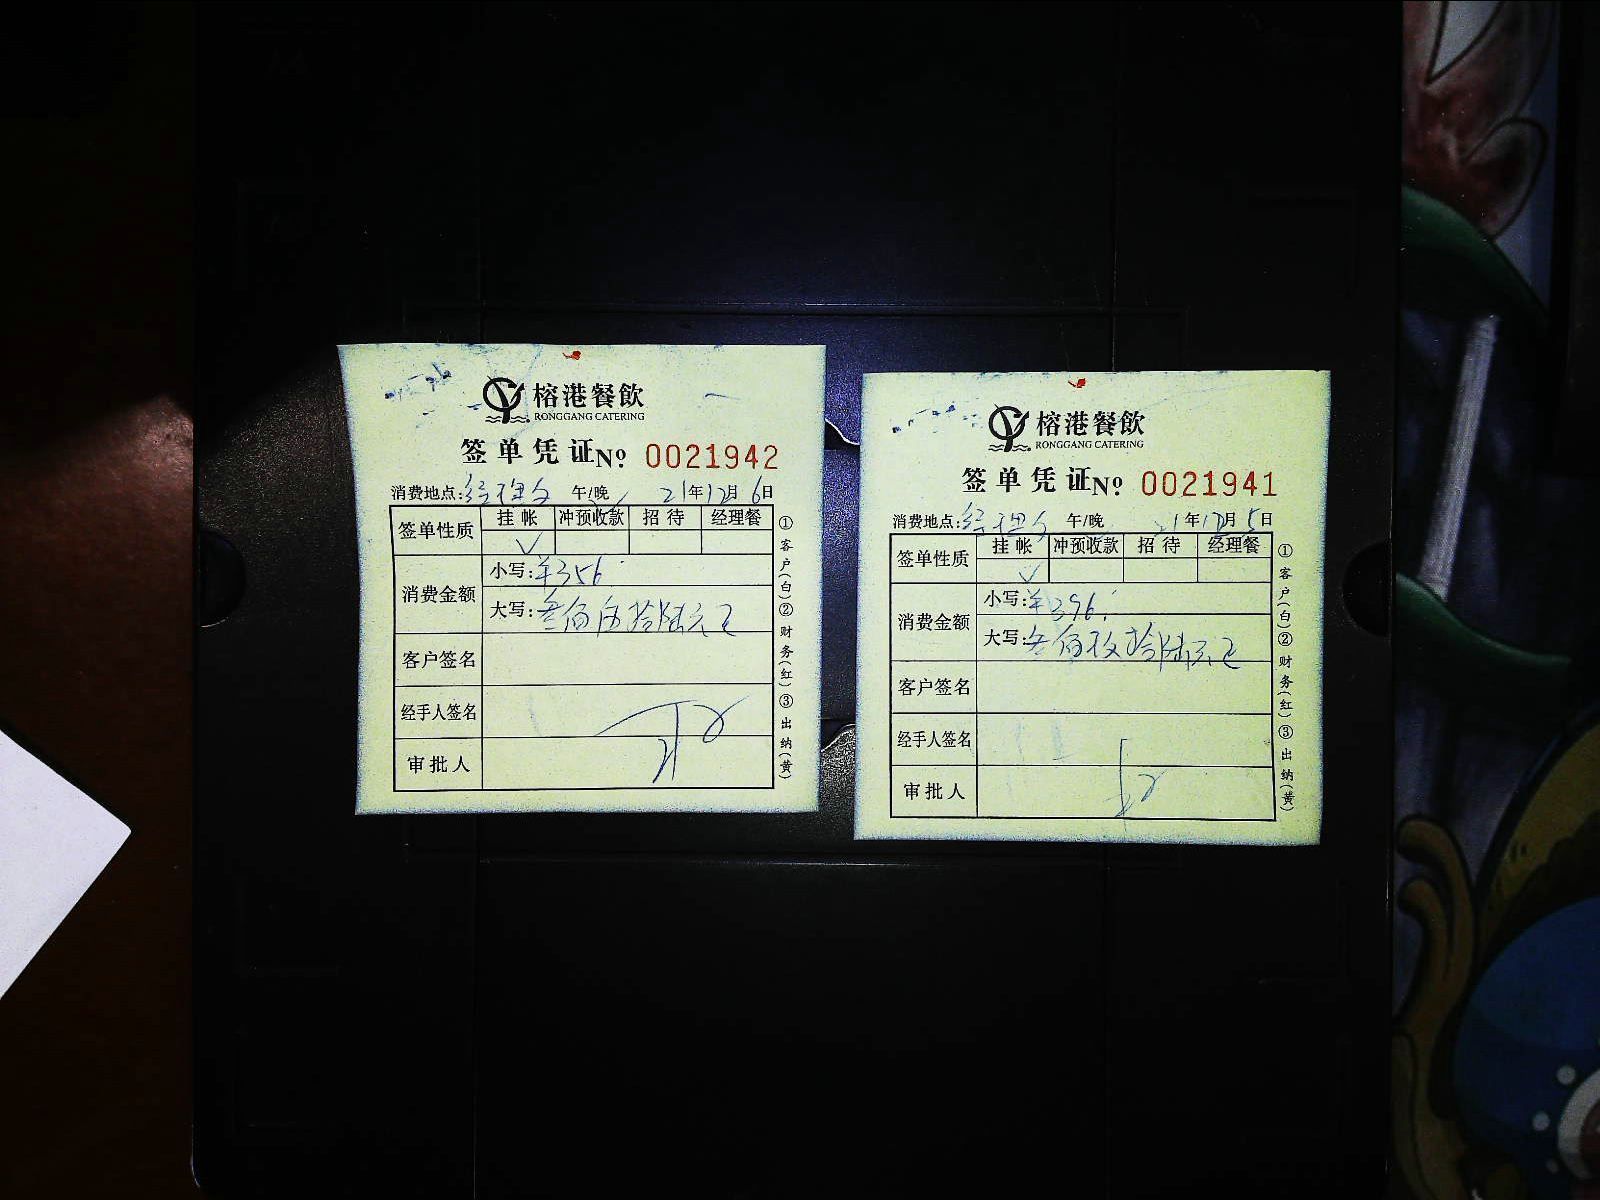 榕港餐飲
RONGGANG CATERING
签单凭证№ 0021942
消费地点: 经理 午/晚 21年12月6日
签单性质 挂帐 冲预收款 招待 经理餐
✓
消费金额 小写: ¥356
大写: 叁佰伍拾陆元正
客户签名
经手人签名
审批人
①客户(白)②财务(红)③出纳(黄)
榕港餐飲
RONGGANG CATERING
签单凭证№ 0021941
消费地点: 经理 午/晚 21年12月5日
签单性质 挂帐 冲预收款 招待 经理餐
✓
消费金额 小写: ¥396
大写: 叁佰玖拾陆元正
客户签名
经手人签名
审批人
①客户(白)②财务(红)③出纳(黄)